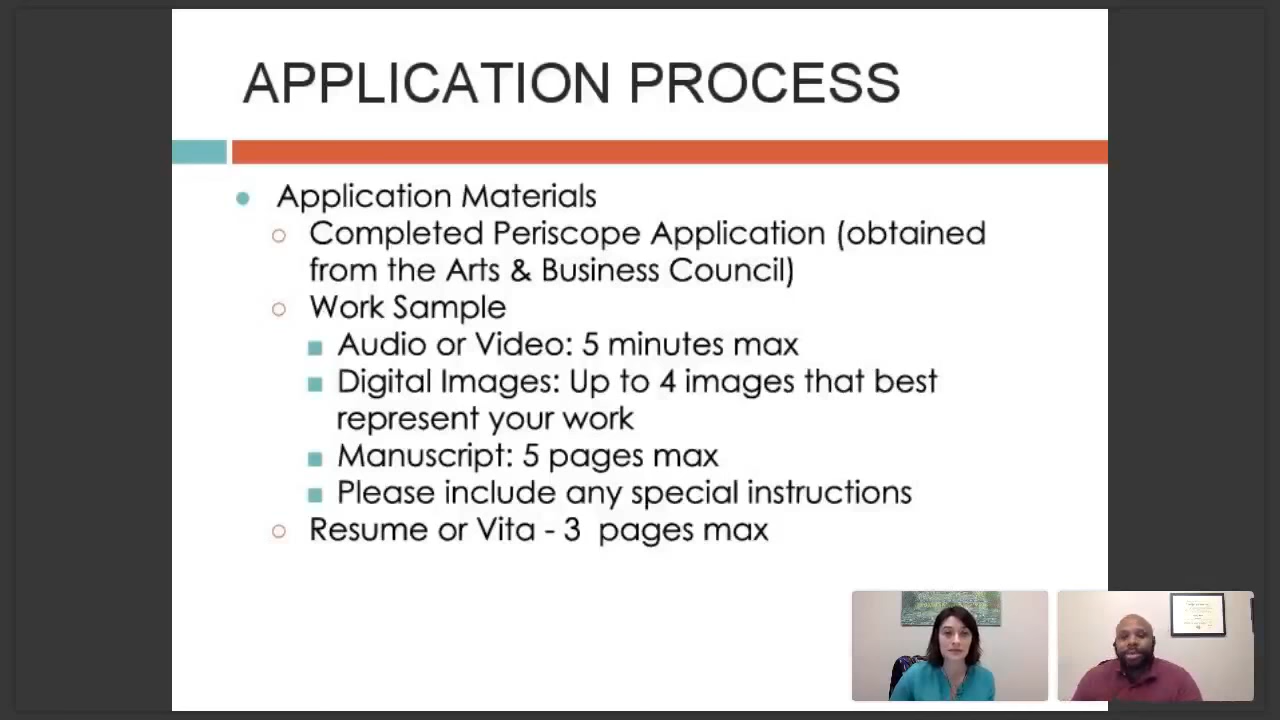 APPLICATION PROCESS
Application Materials
Completed Periscope Application (obtained
from the Arts & Business Council)
Work Sample
Audio or Video: 5 minutes max
Digital Images: Up to 4 images that best
represent your work
Manuscript: 5 pages max
Please include any special instructions
Resume or Vita - 3 pages max